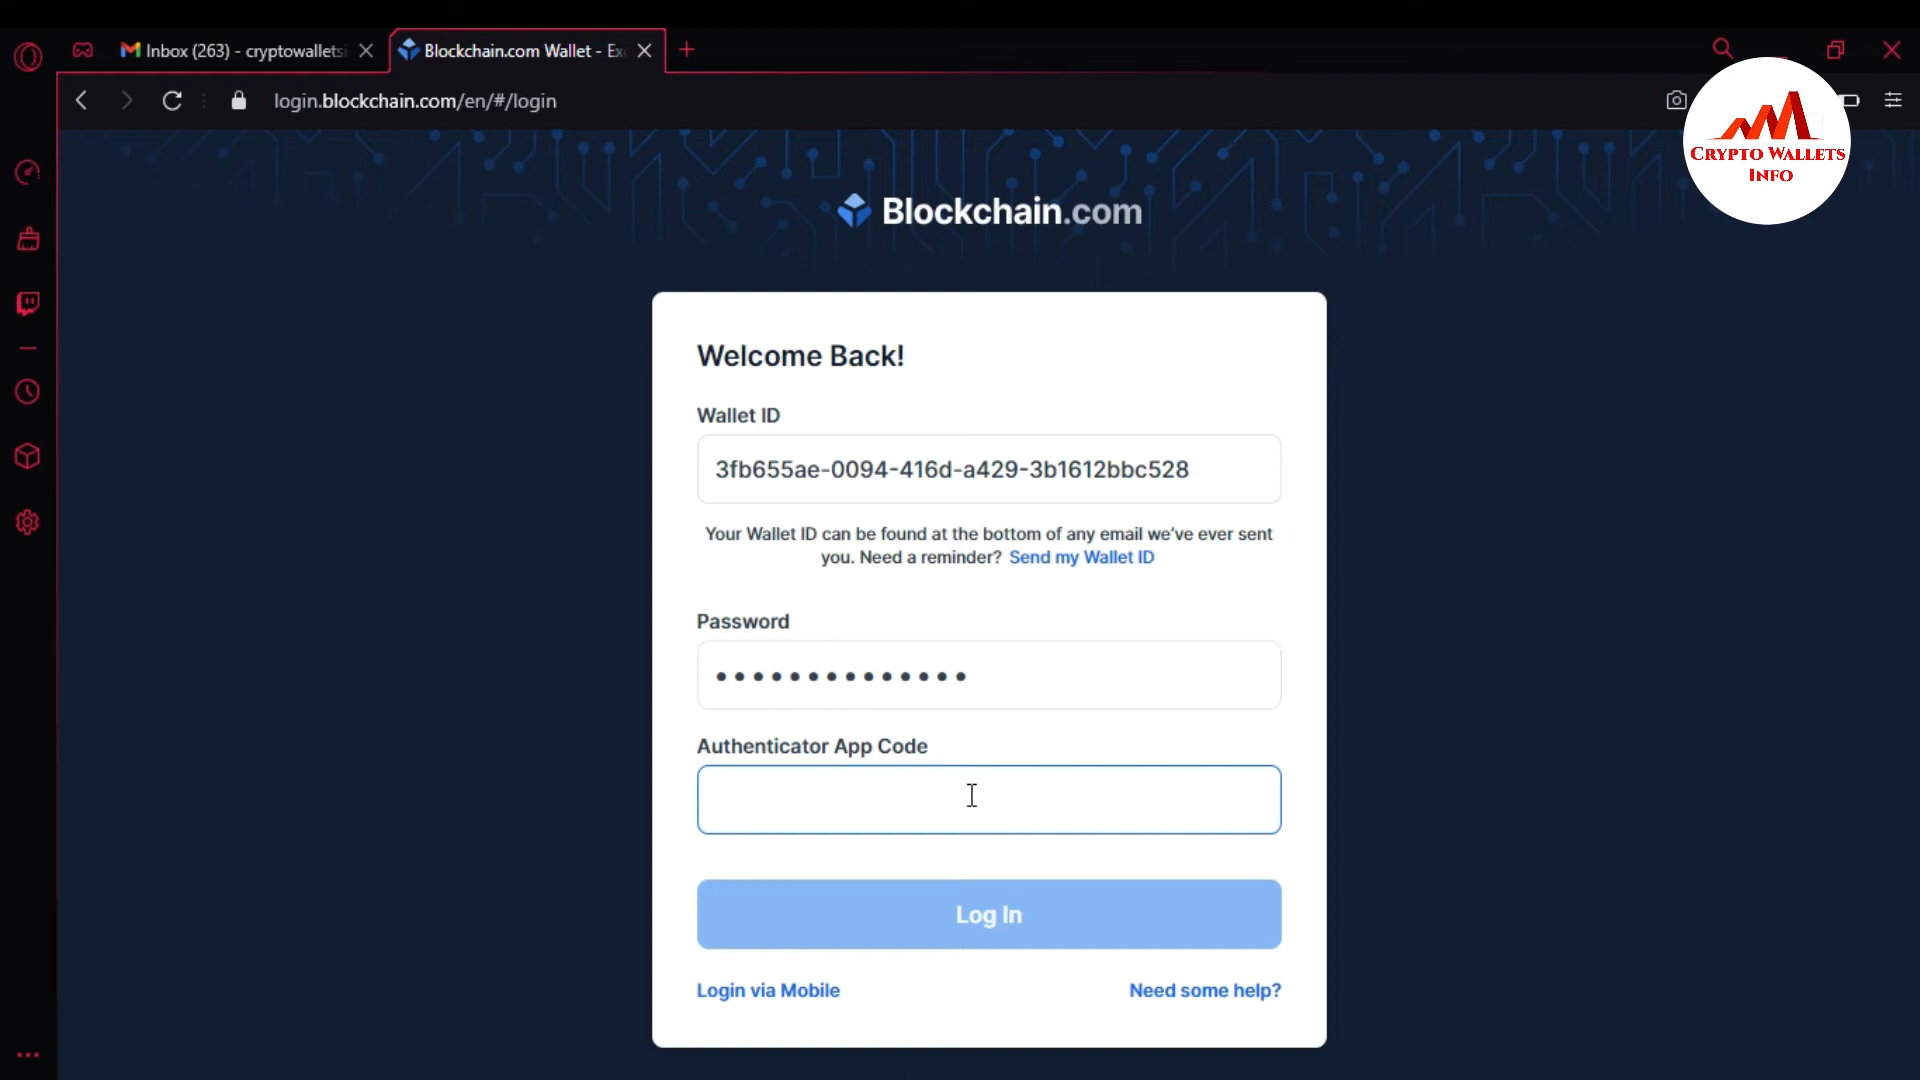 Inbox (263) - cryptowalletsi
Blockchain.com Wallet - Ex
login.blockchain.com/en/#/login
CRYPTO WALLETS
INFO
Blockchain.com
Welcome Back!
Wallet ID
3fb655ae-0094-416d-a429-3b1612bbc528
Your Wallet ID can be found at the bottom of any email we've ever sent
you. Need a reminder? Send my Wallet ID
Password
Authenticator App Code
Log In
Login via Mobile
Need some help?